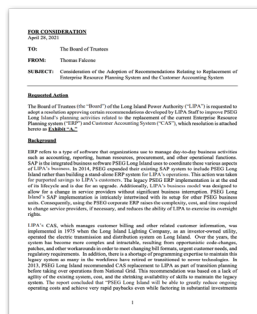 FOR CONSIDERATION
April 28, 2021
TO: The Board of Trustees
FROM: Thomas Falcone
SUBJECT: Consideration of the Adoption of Recommendations Related to Replacement of
Enterprise Resource Planning System and the Customer Accounting System
Requested Action
The Board of Trustees (the "Board") of the Long Island Power Authority ("LIPA") is requested to
adopt a resolution approving certain recommendations developed by LIPA Staff to improve PSEG
Long Island's planning activities related to the replacement of the current Enterprise Resource
Planning system ("ERP") and Customer Accounting System ("CAS"), which resolution is attached
hereto as Exhibit "A."
Background
ERP refers to a type of software that organizations use to manage day-to-day business activities
such as accounting, reporting, human resources, procurement, and other operational functions.
SAP is the integrated business software PSEG Long Island uses to coordinate these various aspects
of LIPA's business. In 2014, PSEG expanded their existing SAP system to include PSEG Long
Island rather than building a stand-alone ERP system for LIPA's operations. This action was taken
for purported savings to LIPA's customers. The legacy PSEG ERP implementation is at the end
of its lifecycle and is due for an upgrade. Additionally, LIPA's business model was designed to
allow for a change in service providers without significant business interruption. PSEG Long
Island's SAP implementation is intricately intertwined with its setup for other PSEG business
units. Consequently, using the PSEG corporate ERP raises the complexity, cost, and time required
to change service providers, if necessary, and reduces the ability of LIPA to exercise its oversight
rights.
LIPA's CAS, which manages customer billing and other related customer information, was
implemented in 1975 when the Long Island Lighting Company, as an investor-owned utility,
operated the electric transmission and distribution system on Long Island. Over the years, the
system has become more complex and intractable, resulting from opportunistic code-changes,
patches, and other workarounds in order to meet changing bill formats, urgent customer needs, and
regulatory requirements. In addition, there is a shortage of programming expertise to maintain this
legacy system as many of the workforce have retired or transitioned to newer technologies. In
2013, PSEG Long Island recommended CAS replacement to LIPA as part of transition planning
before taking over operations from National Grid. This recommendation was based on a lack of
agility of the existing system, cost, and the shrinking availability of skills to maintain the legacy
system. The report concluded that "PSEG Long Island will be able to greatly reduce ongoing
operating costs and achieve very rapid paybacks even while factoring in substantial investments
1